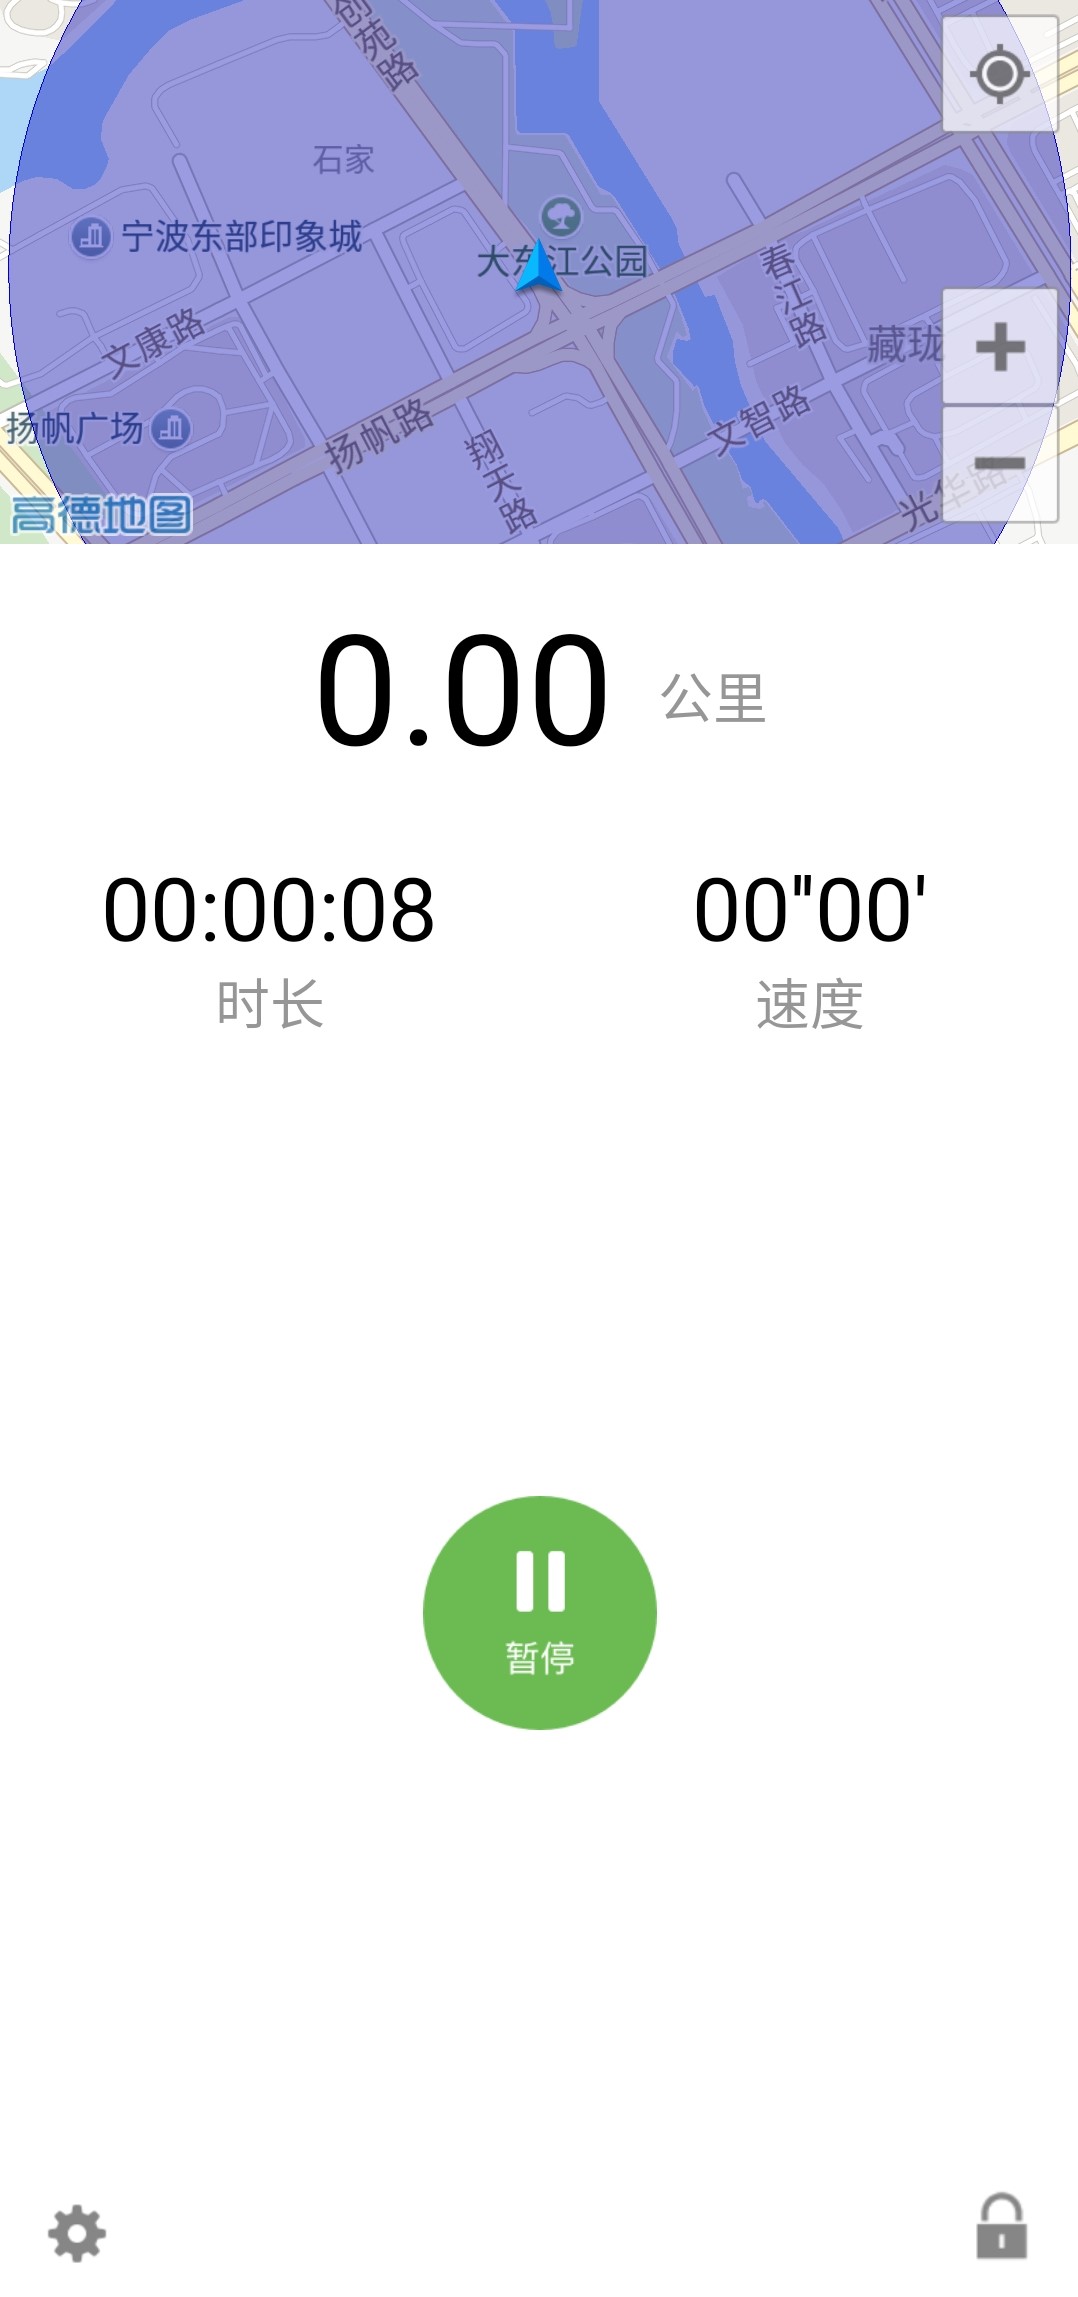 创苑路
石家
宁波东部印象城
大东江公园
春江路
文康路
藏珑
扬帆广场
扬帆路
文智路
翔天路
光华路
高德地图
0.00 公里
00:00:08
00"00'
时长
速度
暂停